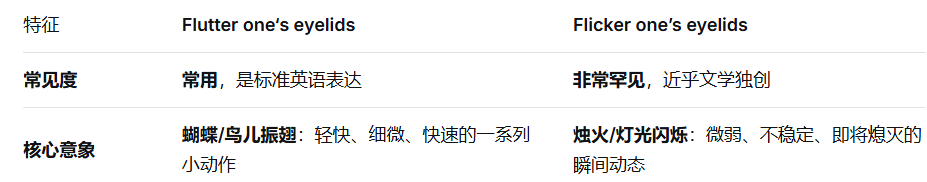 特征 Flutter one‘s eyelids Flicker one’s eyelids
常见度 常用，是标准英语表达 非常罕见，近乎文学独创
核心意象 蝴蝶/鸟儿振翅：轻快、细微、快速的一系列小动作 烛火/灯光闪烁：微弱、不稳定、即将熄灭的瞬间动态